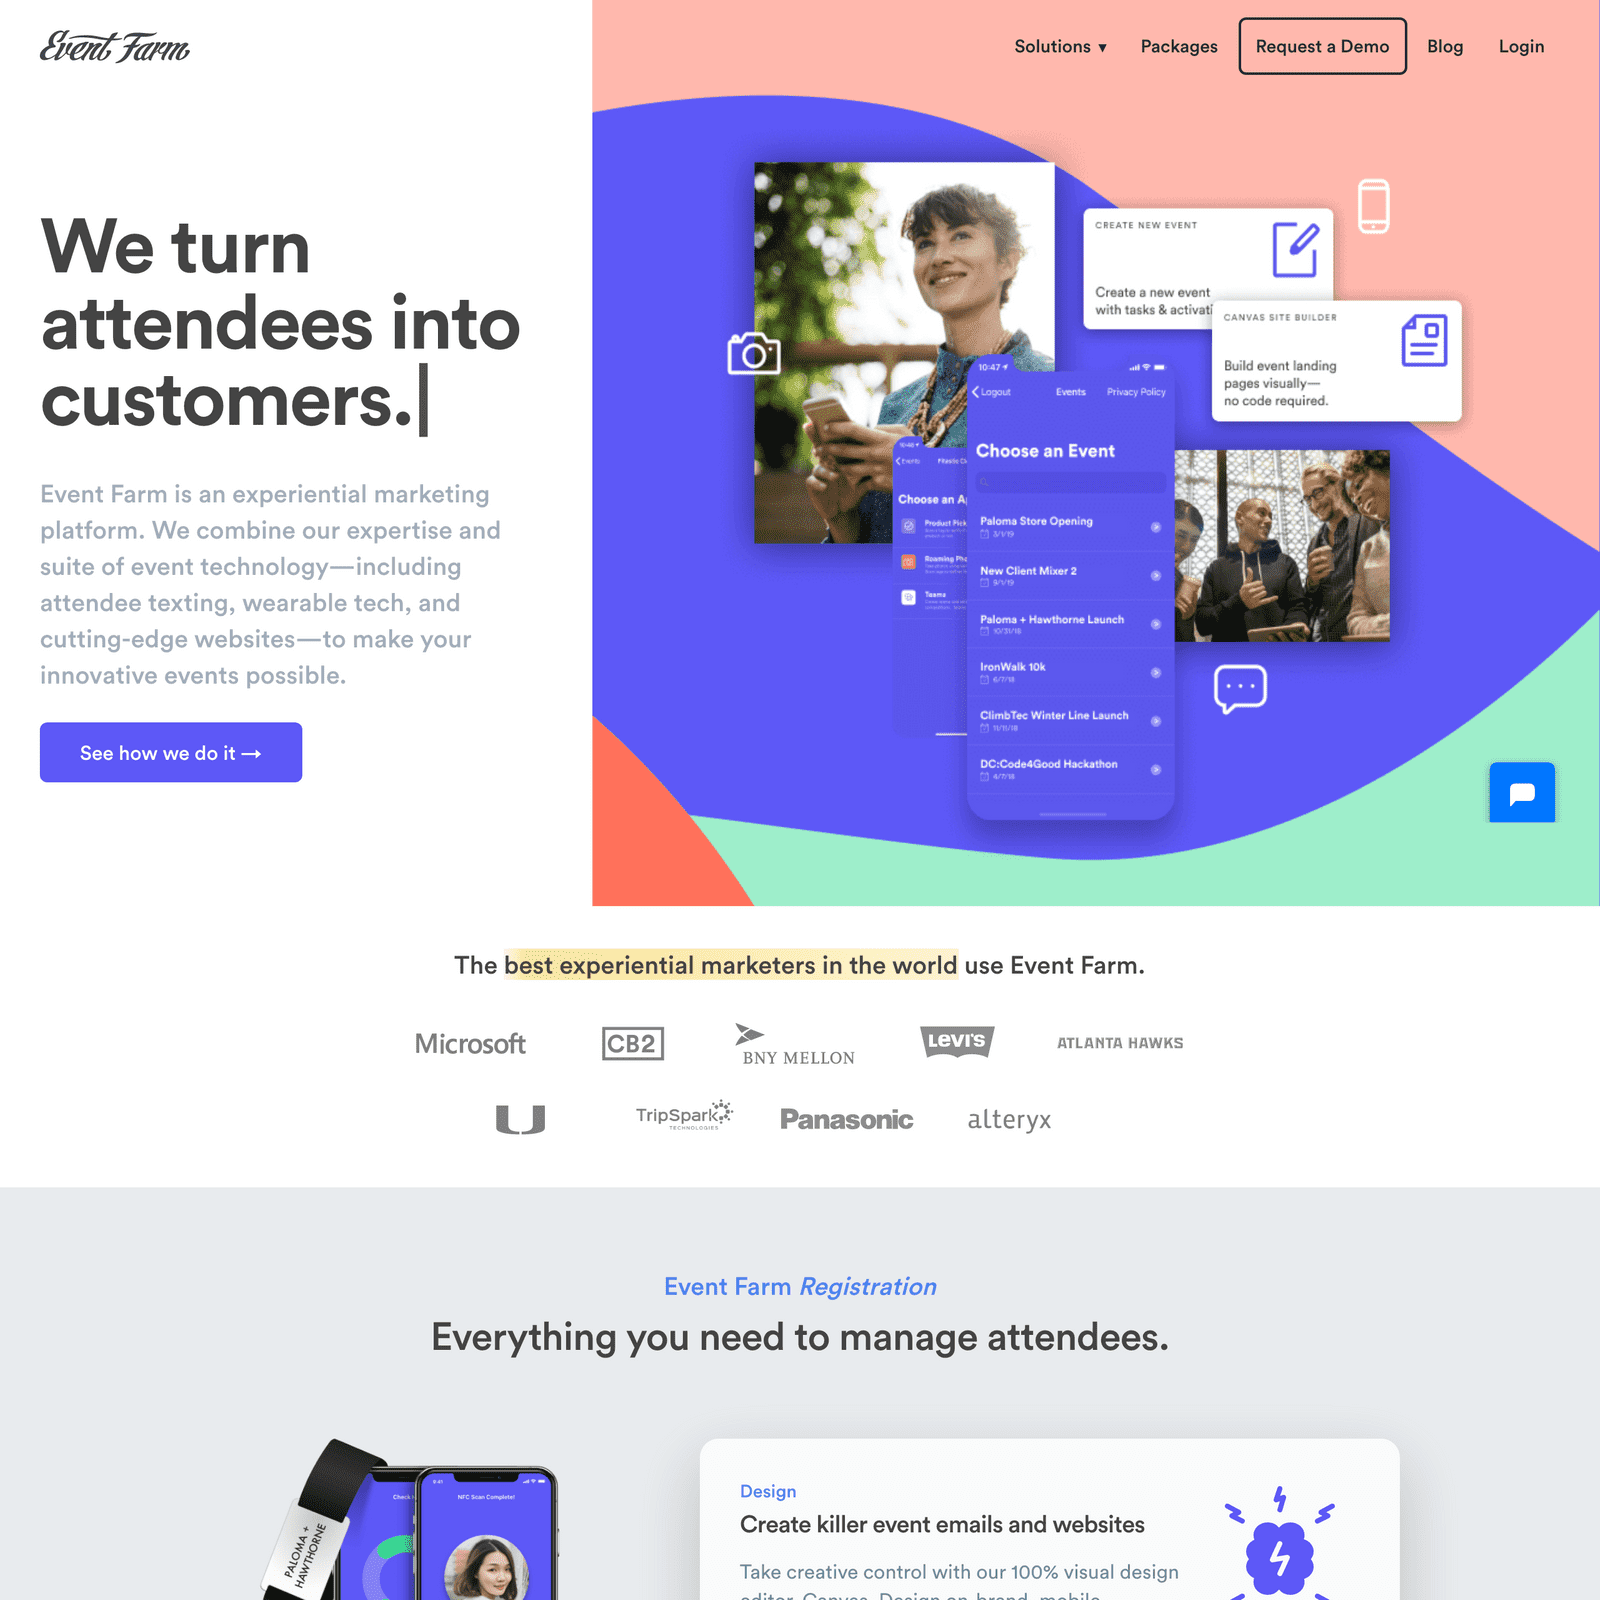 Event Farm
Solutions ▾
Packages
Request a Demo
Blog
Login
We turn
attendees into
customers.|
Event Farm is an experiential marketing
platform. We combine our expertise and
suite of event technology—including
attendee texting, wearable tech, and
cutting-edge websites—to make your
innovative events possible.
See how we do it →
CREATE NEW EVENT
Create a new event
with tasks & activati
CANVAS SITE BUILDER
Build event landing
pages visually—
no code required.
10:47
Logout
Events
Privacy Policy
Choose an Event
Paloma Store Opening
3/1/19
New Client Mixer 2
9/1/19
Paloma + Hawthorne Launch
10/31/18
IronWalk 10k
6/7/18
ClimbTec Winter Line Launch
11/11/18
DC:Code4Good Hackathon
4/7/18
Events
Choose an A
Product Pick
Roaming Pho
Teams
The best experiential marketers in the world use Event Farm.
Microsoft
CB2
BNY MELLON
LEVI'S
ATLANTA HAWKS
U
TripSpark
TECHNOLOGIES
Panasonic
alteryx
Event Farm Registration
Everything you need to manage attendees.
PALOMA +
HAWTHORNE
Check
NFC Scan Complete!
Design
Create killer event emails and websites
Take creative control with our 100% visual design
editor, Canvas. Design on-brand, mobile